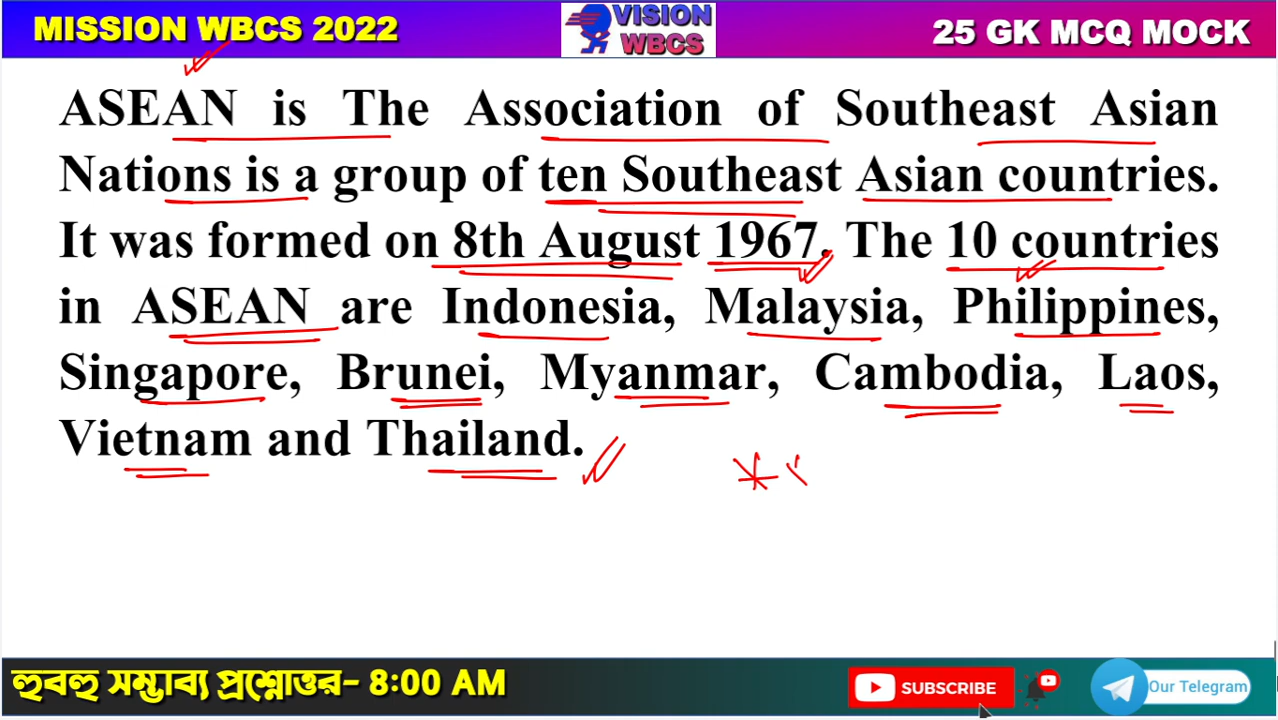 MISSION WBCS 2022
VISION
WBCS
25 GK MCQ MOCK
ASEAN is The Association of Southeast Asian
Nations is a group of ten Southeast Asian countries.
It was formed on 8th August 1967. The 10 countries
in ASEAN are Indonesia, Malaysia, Philippines,
Singapore, Brunei, Myanmar, Cambodia, Laos,
Vietnam and Thailand.
হুবহু সম্ভাব্য প্রশ্নোত্তর- 8:00 AM
SUBSCRIBE
Our Telegram